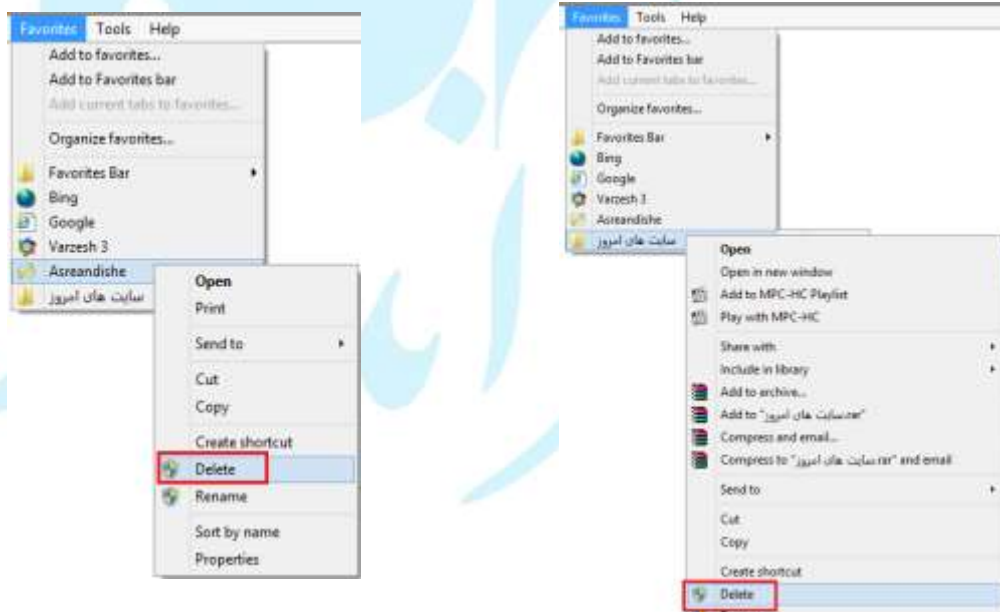 Favorites Tools Help
Add to favorites...
Add to Favorites bar
Add current tabs to favorites...
Organize favorites...
Favorites Bar
Bing
Google
Varzesh 3
Asreandishe
سایت های امروز
Open
Print
Send to
Cut
Copy
Create shortcut
Delete
Rename
Sort by name
Properties
Favorites Tools Help
Add to favorites...
Add to Favorites bar
Add current tabs to favorites...
Organize favorites...
Favorites Bar
Bing
Google
Varzesh 3
Asreandishe
سایت های امروز
Open
Open in new window
Add to MPC-HC Playlist
Play with MPC-HC
Share with
Include in library
Add to archive...
Add to "سایت های امروز.rar"
Compress and email...
Compress to "سایت های امروز.rar" and email
Send to
Cut
Copy
Create shortcut
Delete